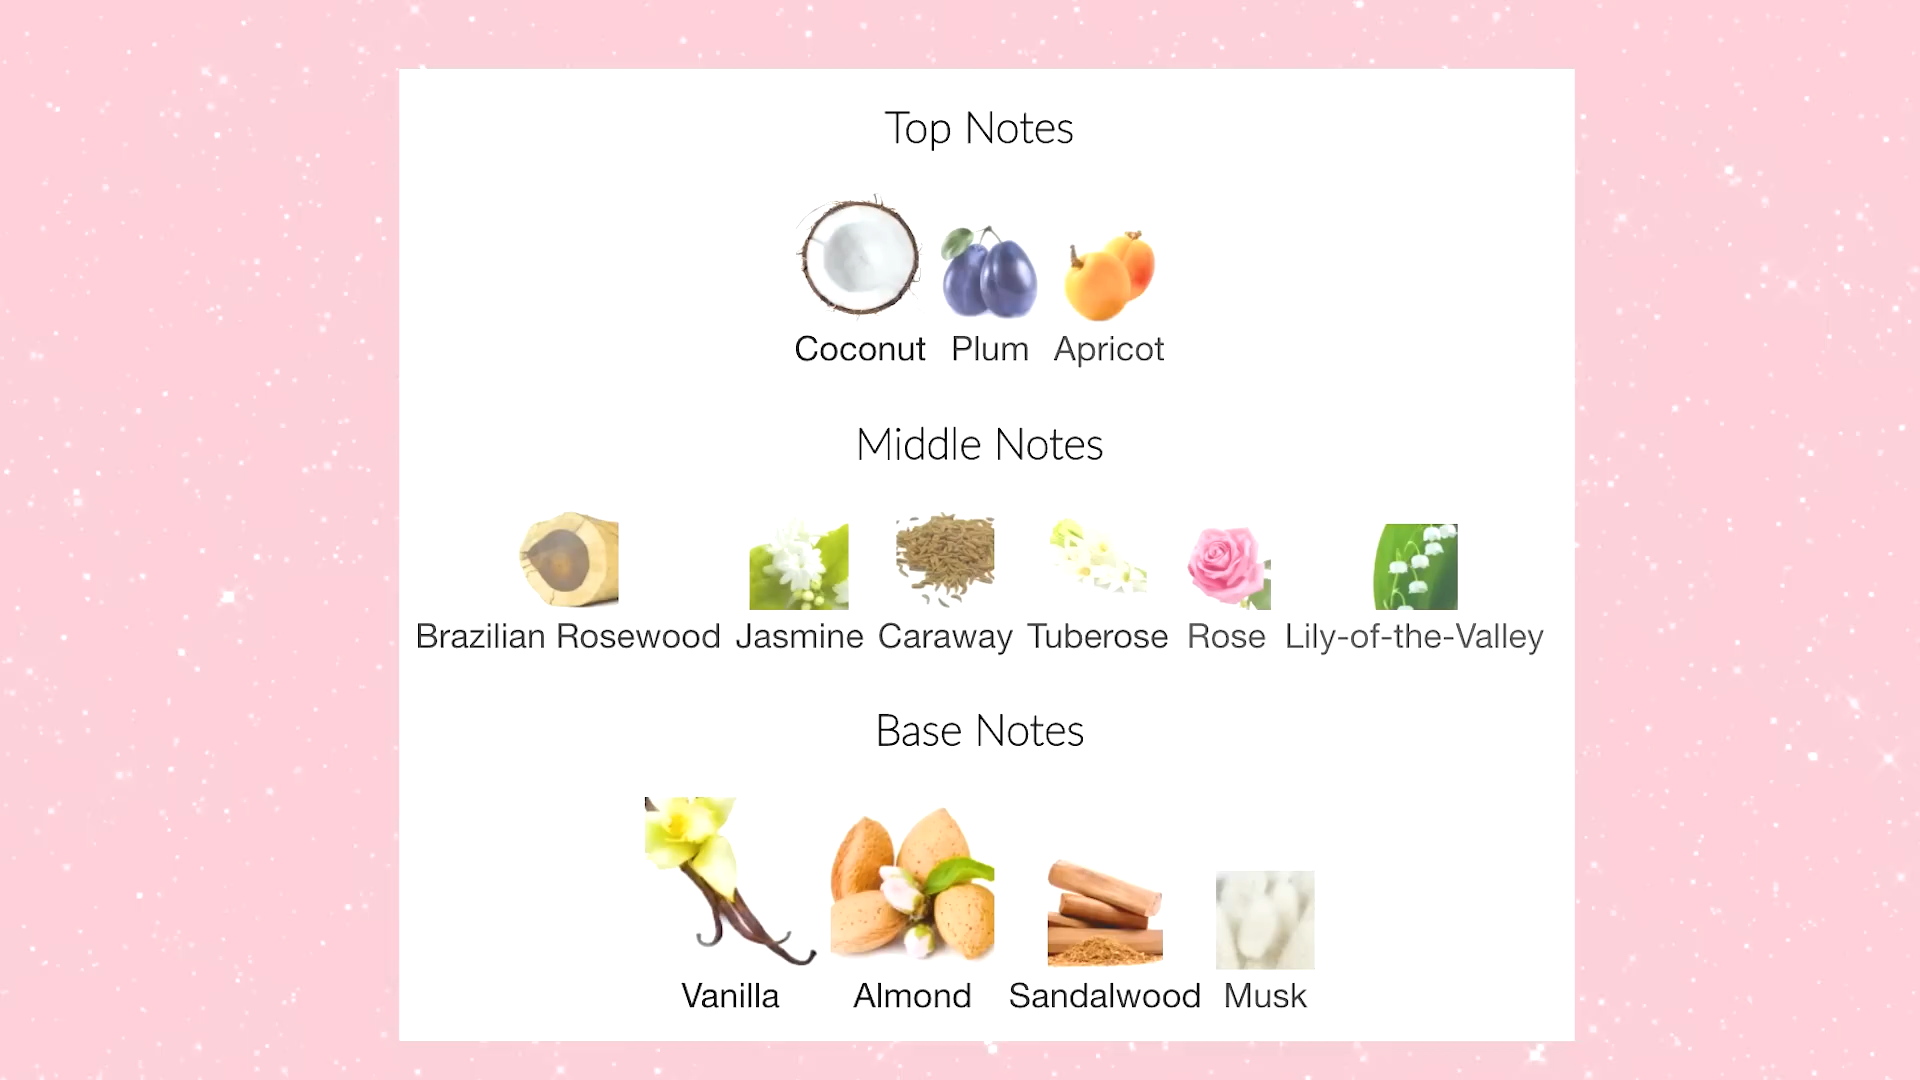 Top Notes
Coconut Plum Apricot
Middle Notes
Brazilian Rosewood Jasmine Caraway Tuberose Rose Lily-of-the-Valley
Base Notes
Vanilla Almond Sandalwood Musk